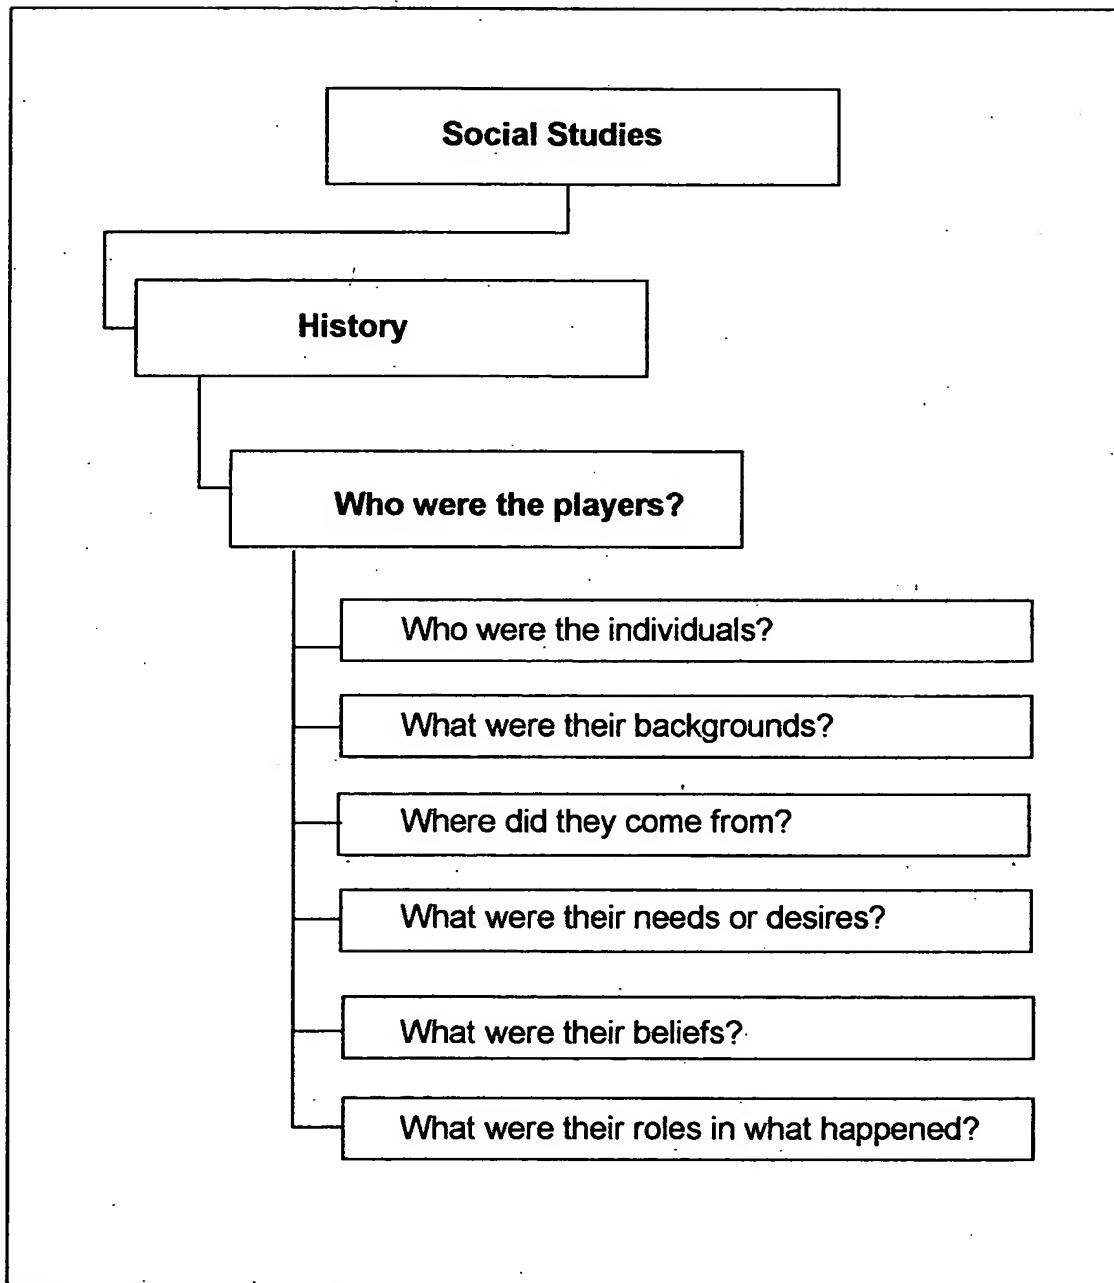 Social Studies
History
Who were the players?
Who were the individuals?
What were their backgrounds?
Where did they come from?
What were their needs or desires?
What were their beliefs?
What were their roles in what happened?